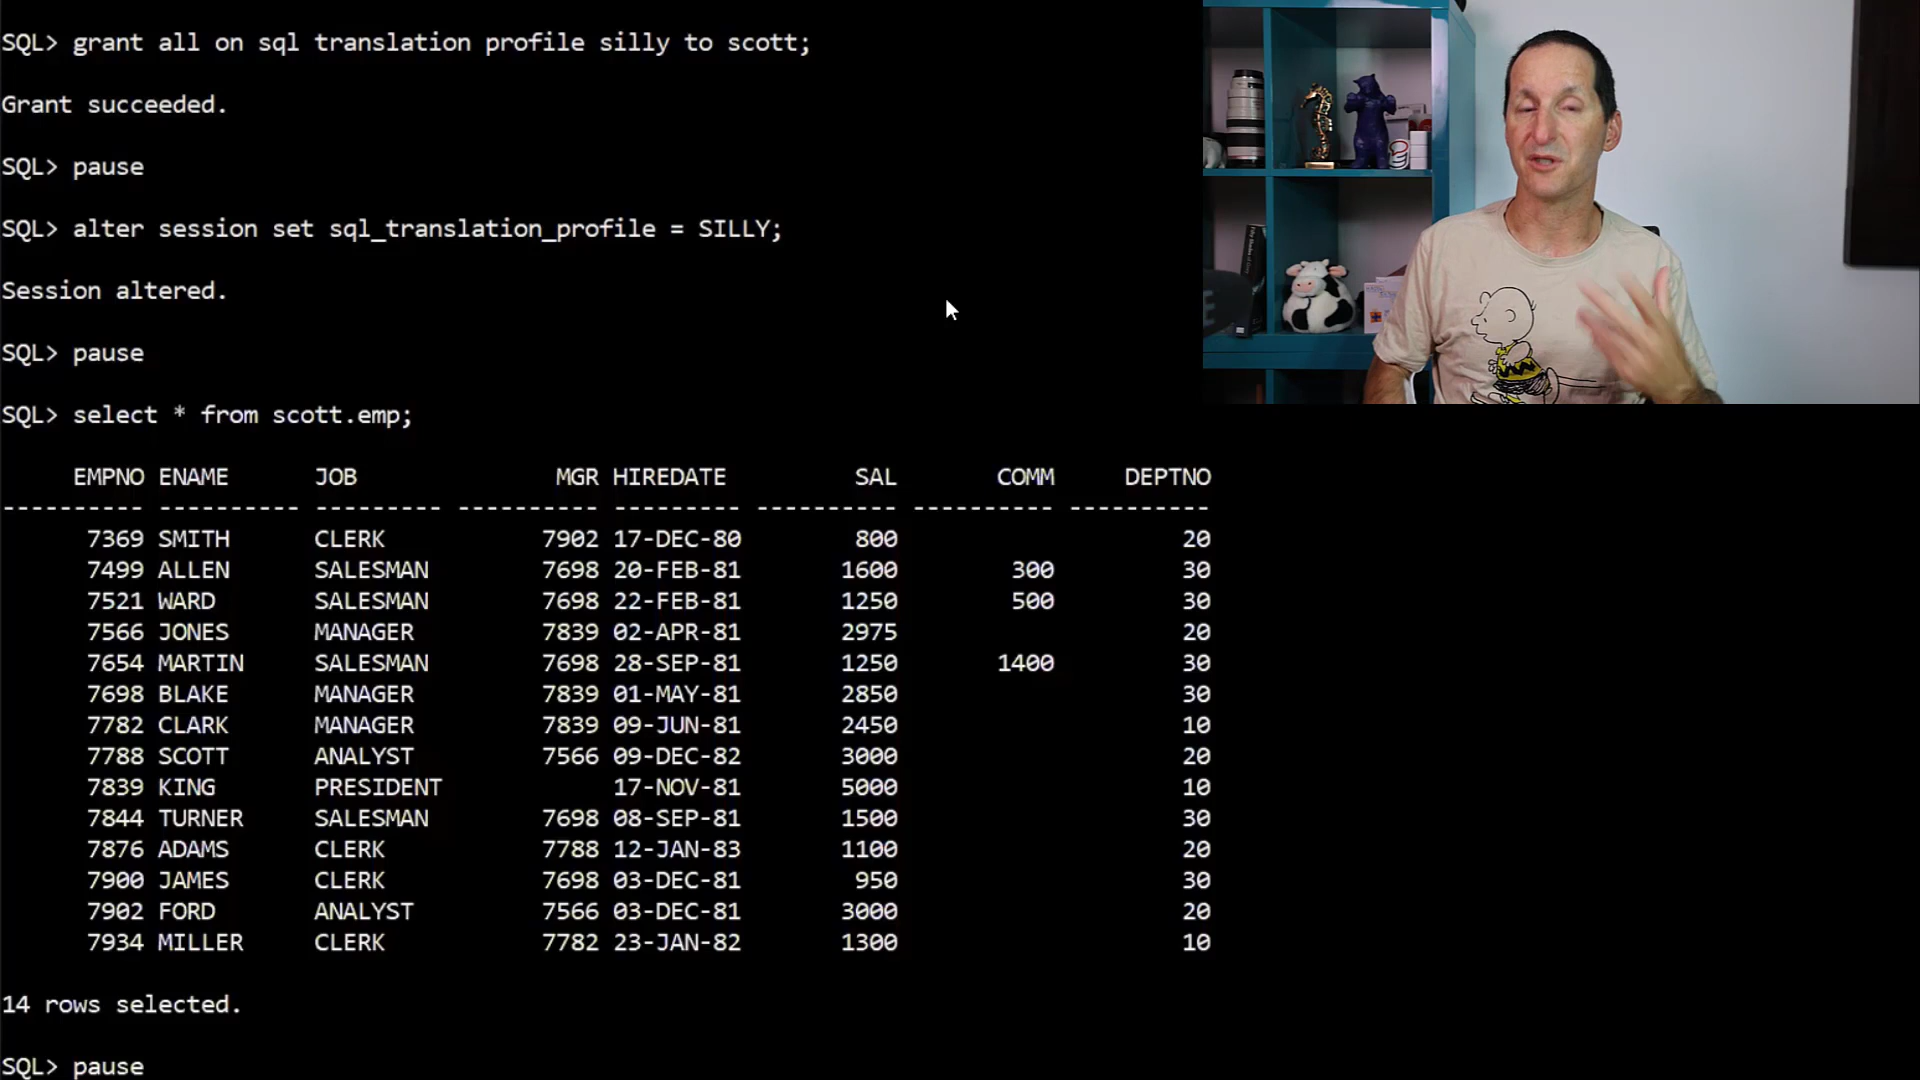 SQL> grant all on sql translation profile silly to scott;
Grant succeeded.
SQL> pause
SQL> alter session set sql_translation_profile = SILLY;
Session altered.
SQL> pause
SQL> select * from scott.emp;
EMPNO ENAME JOB MGR HIREDATE SAL COMM DEPTNO
---------- ---------- --------- ---------- --------- ---------- ---------- ----------
7369 SMITH CLERK 7902 17-DEC-80 800 20
7499 ALLEN SALESMAN 7698 20-FEB-81 1600 300 30
7521 WARD SALESMAN 7698 22-FEB-81 1250 500 30
7566 JONES MANAGER 7839 02-APR-81 2975 20
7654 MARTIN SALESMAN 7698 28-SEP-81 1250 1400 30
7698 BLAKE MANAGER 7839 01-MAY-81 2850 30
7782 CLARK MANAGER 7839 09-JUN-81 2450 10
7788 SCOTT ANALYST 7566 09-DEC-82 3000 20
7839 KING PRESIDENT 17-NOV-81 5000 10
7844 TURNER SALESMAN 7698 08-SEP-81 1500 30
7876 ADAMS CLERK 7788 12-JAN-83 1100 20
7900 JAMES CLERK 7698 03-DEC-81 950 30
7902 FORD ANALYST 7566 03-DEC-81 3000 20
7934 MILLER CLERK 7782 23-JAN-82 1300 10
14 rows selected.
SQL> pause